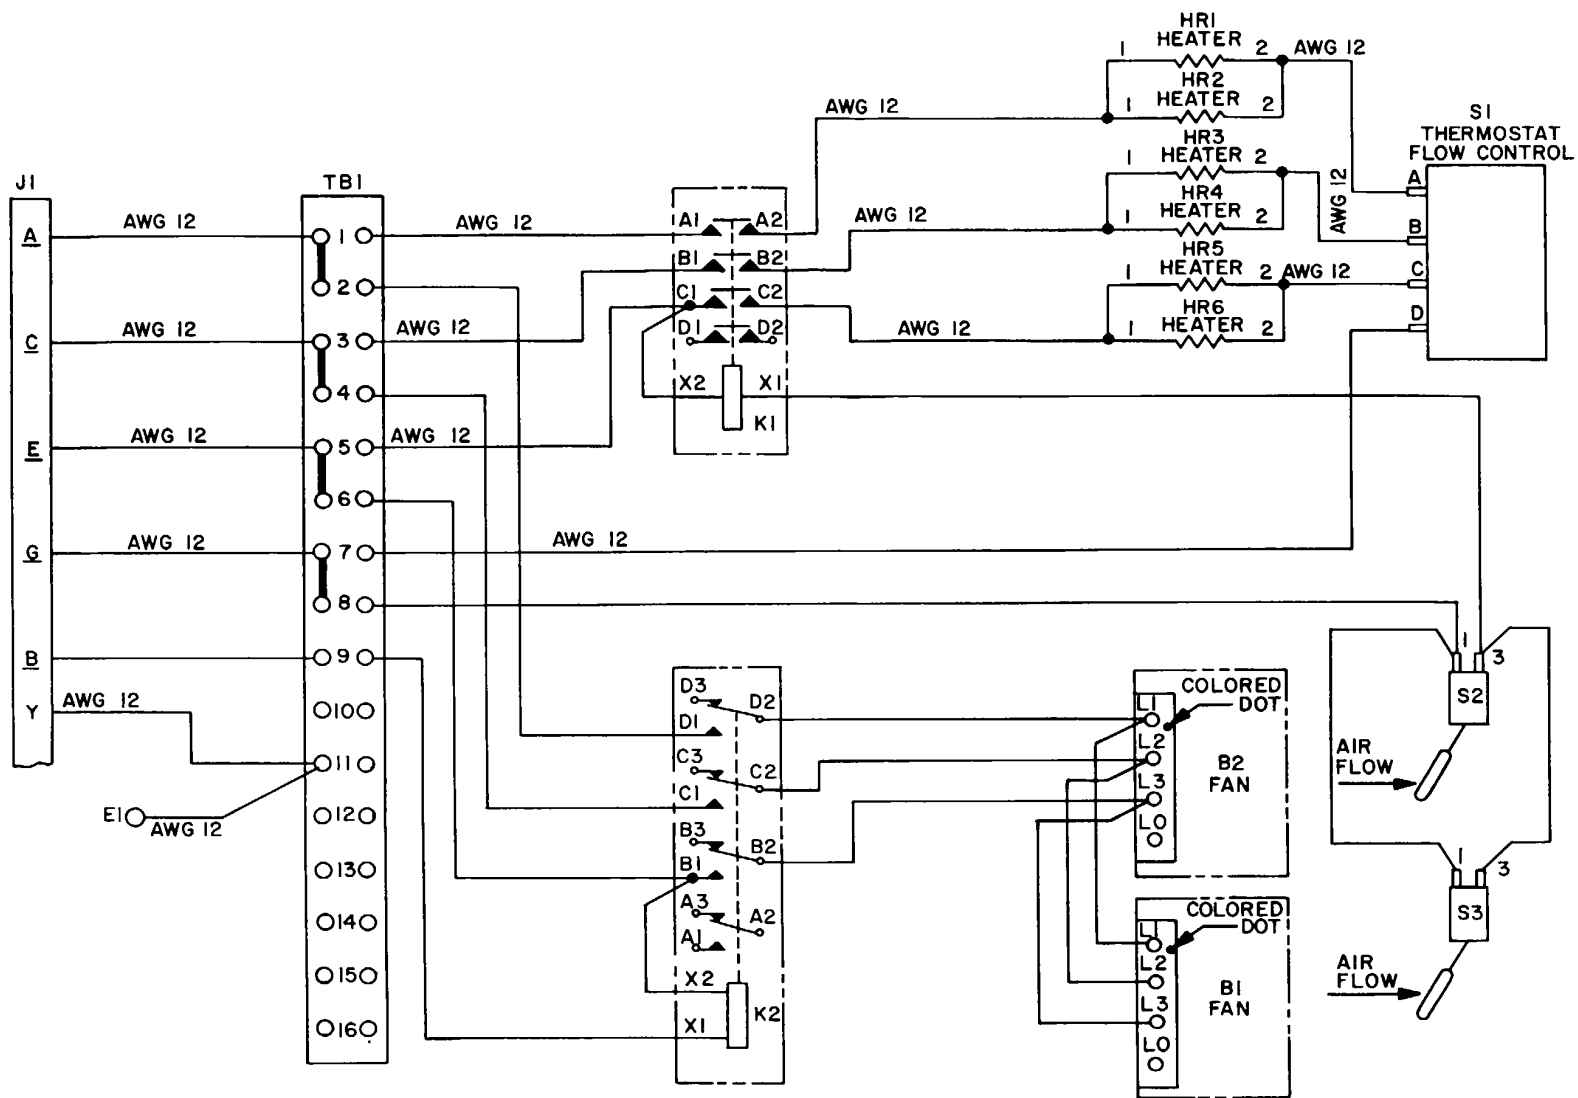 HR1
HEATER
1
2
AWG 12
HR2
HEATER
1
2
AWG 12
HR3
HEATER
1
2
HR4
HEATER
1
2
AWG 12
AWG 12
HR5
HEATER
1
2
AWG 12
HR6
HEATER
1
2
AWG 12
S1
THERMOSTAT
FLOW CONTROL
A
B
C
D
J1
A
C
E
G
B
Y
AWG 12
AWG 12
AWG 12
AWG 12
AWG 12
E1
AWG 12
TB1
1
2
3
4
5
6
7
8
9
10
11
12
13
14
15
16
AWG 12
AWG 12
AWG 12
AWG 12
A1
A2
B1
B2
C1
C2
D1
D2
X2
X1
K1
D3
D2
D1
C3
C2
C1
B3
B2
B1
A3
A2
A1
X2
K2
X1
COLORED
DOT
L1
L2
L3
LO
B2
FAN
COLORED
DOT
L1
L2
L3
LO
B1
FAN
1
3
S2
AIR
FLOW
1
3
S3
AIR
FLOW